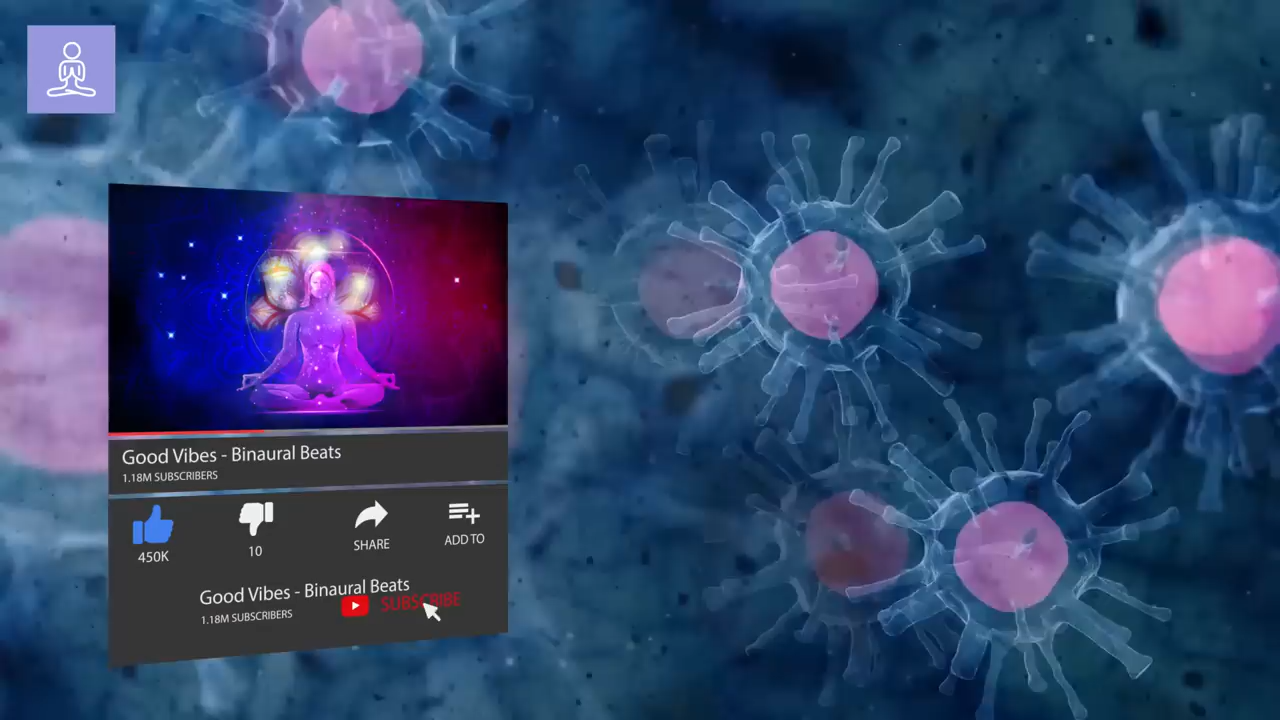 Good Vibes - Binaural Beats
1.18M SUBSCRIBERS
450K
10
SHARE
ADD TO
Good Vibes - Binaural Beats
1.18M SUBSCRIBERS
SUBSCRIBE